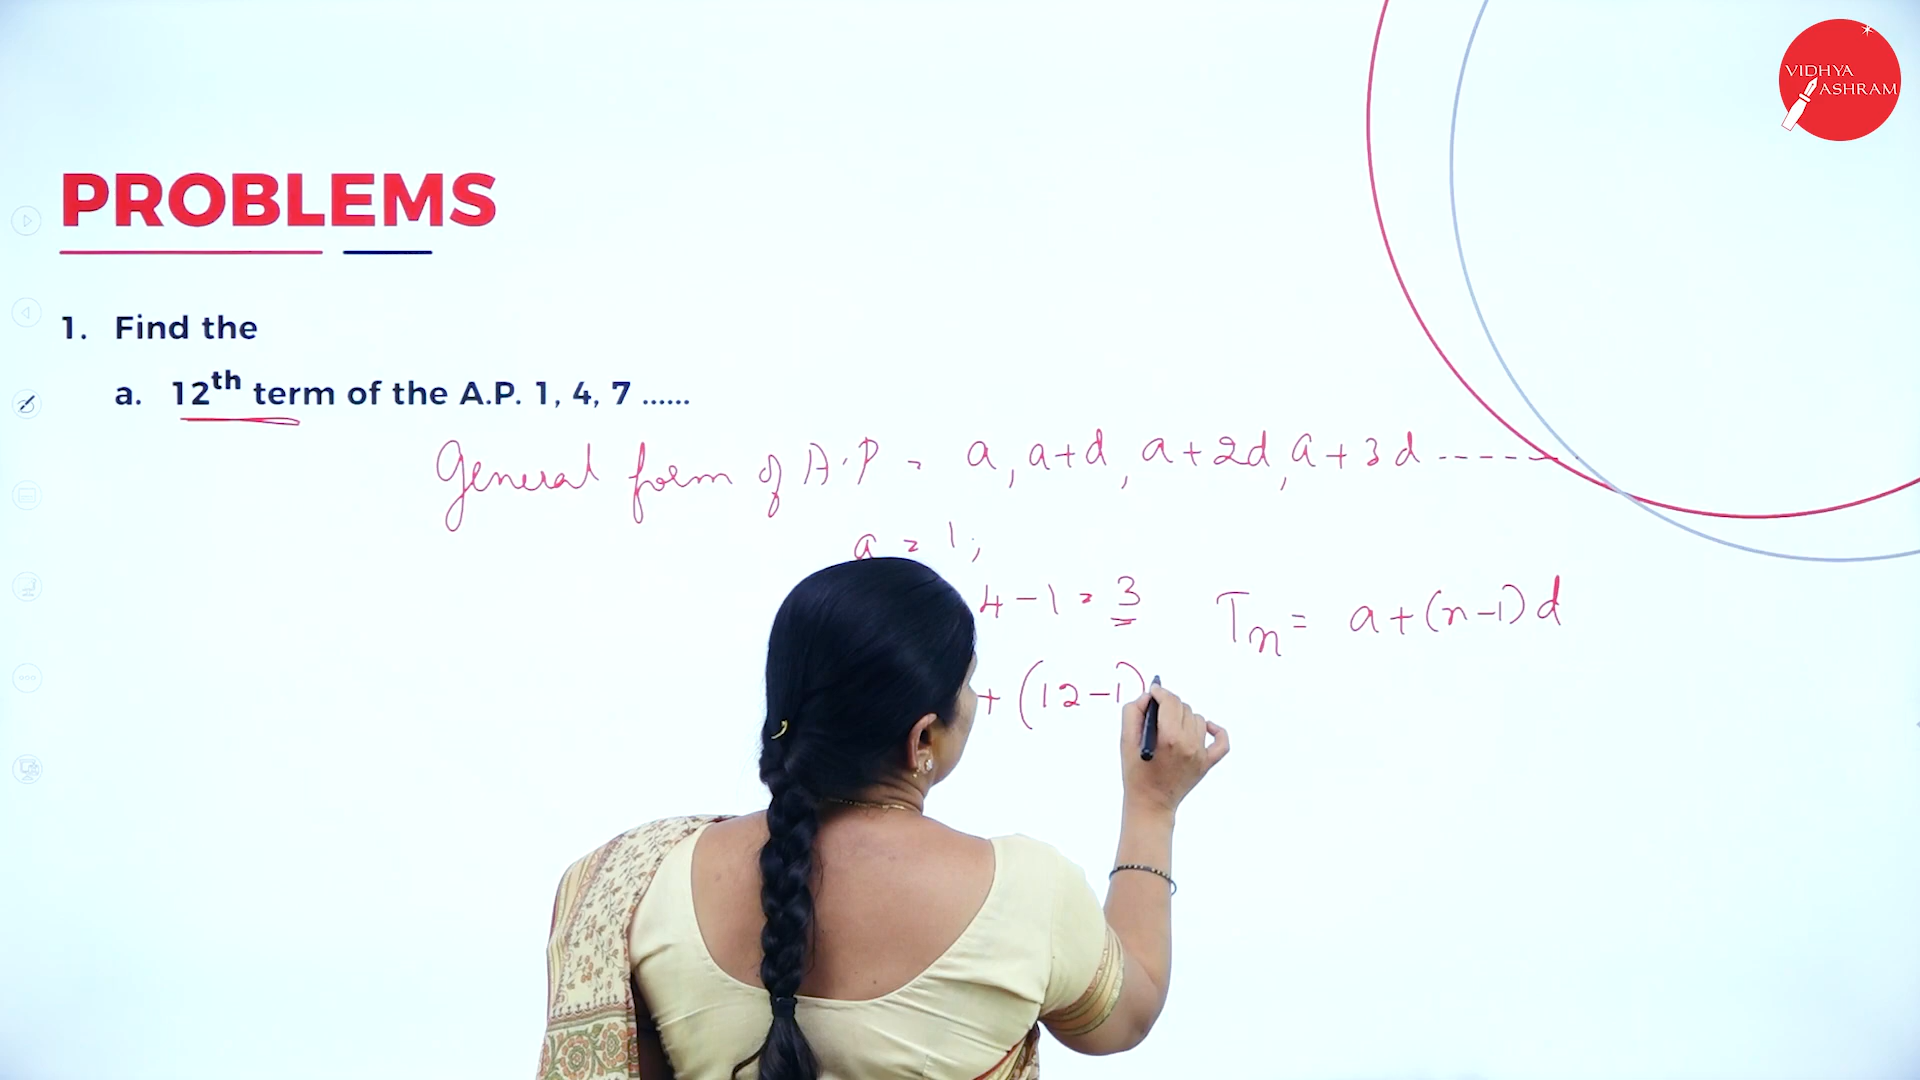 VIDHYA
ASHRAM
PROBLEMS
1. Find the
a. 12th term of the A.P. 1, 4, 7 ......
General form of A.P = a, a+d, a+2d, a+3d -----
a = 1;
4-1 = 3
Tn = a+(n-1)d
+ (12-1)